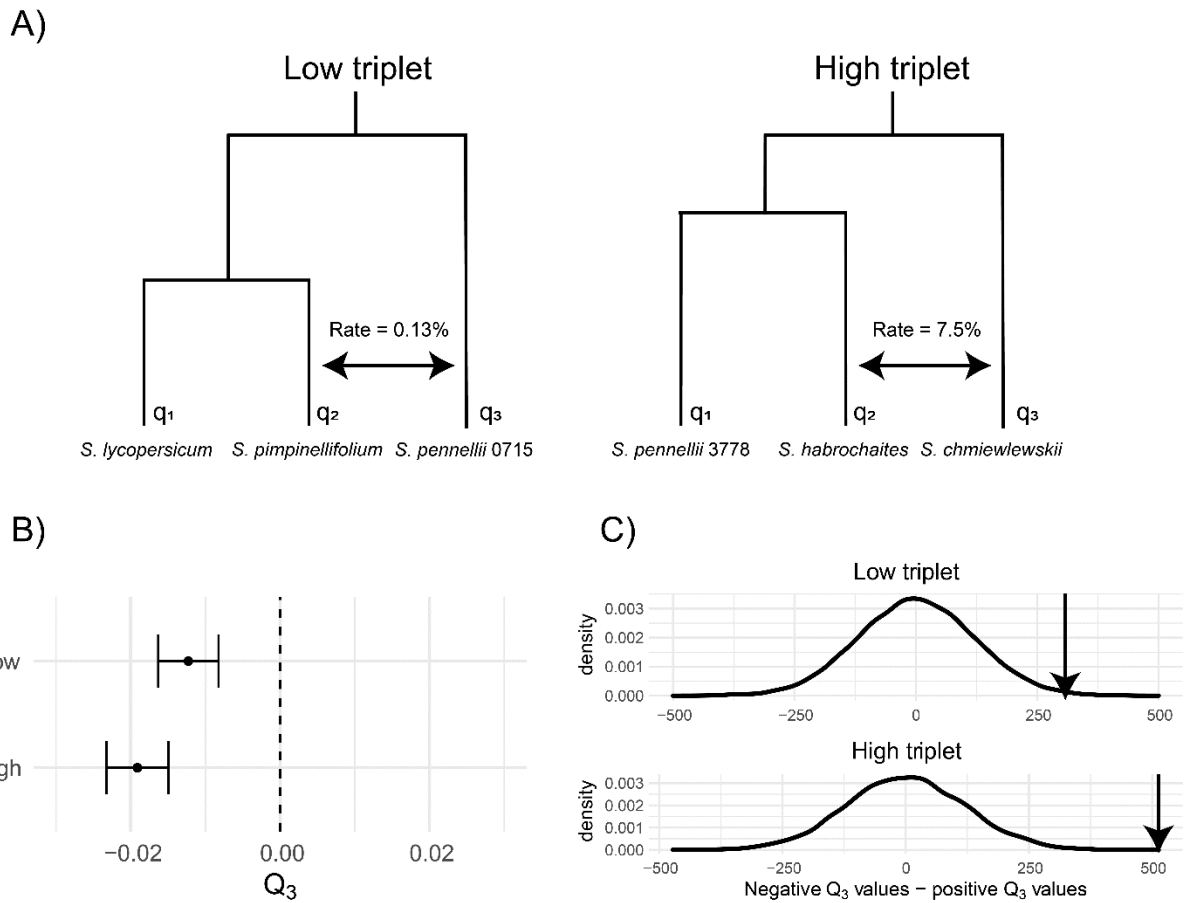 A)
Low triplet
High triplet
Rate = 0.13%
Rate = 7.5%
q₁ q₂ q₃
q₁ q₂ q₃
S. lycopersicum S. pimpinellifolium S. pennellii 0715
S. pennellii 3778 S. habrochaites S. chmiewlewskii
B)
ow
gh
−0.02 0.00 0.02
Q₃
C)
Low triplet
density
0.003
0.002
0.001
0.000
−500 −250 0 250 500
High triplet
density
0.003
0.002
0.001
0.000
−500 −250 0 250 500
Negative Q₃ values − positive Q₃ values